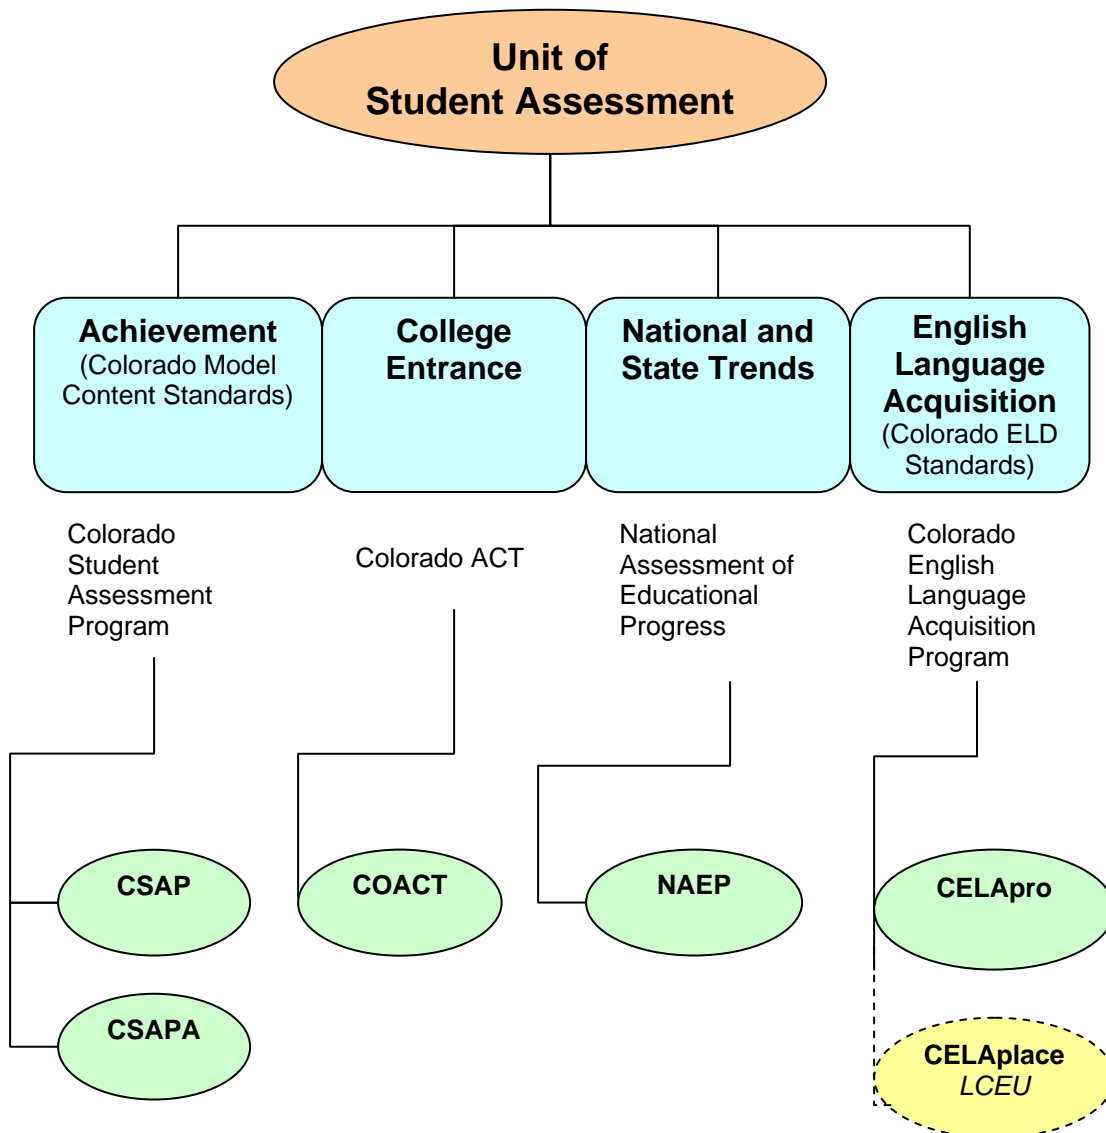 Unit of
Student Assessment
Achievement
(Colorado Model
Content Standards)
College
Entrance
National and
State Trends
English
Language
Acquisition
(Colorado ELD
Standards)
Colorado
Student
Assessment
Program
Colorado ACT
National
Assessment of
Educational
Progress
Colorado
English
Language
Acquisition
Program
CSAP
COACT
NAEP
CELApro
CSAPA
CELAplace
LCEU